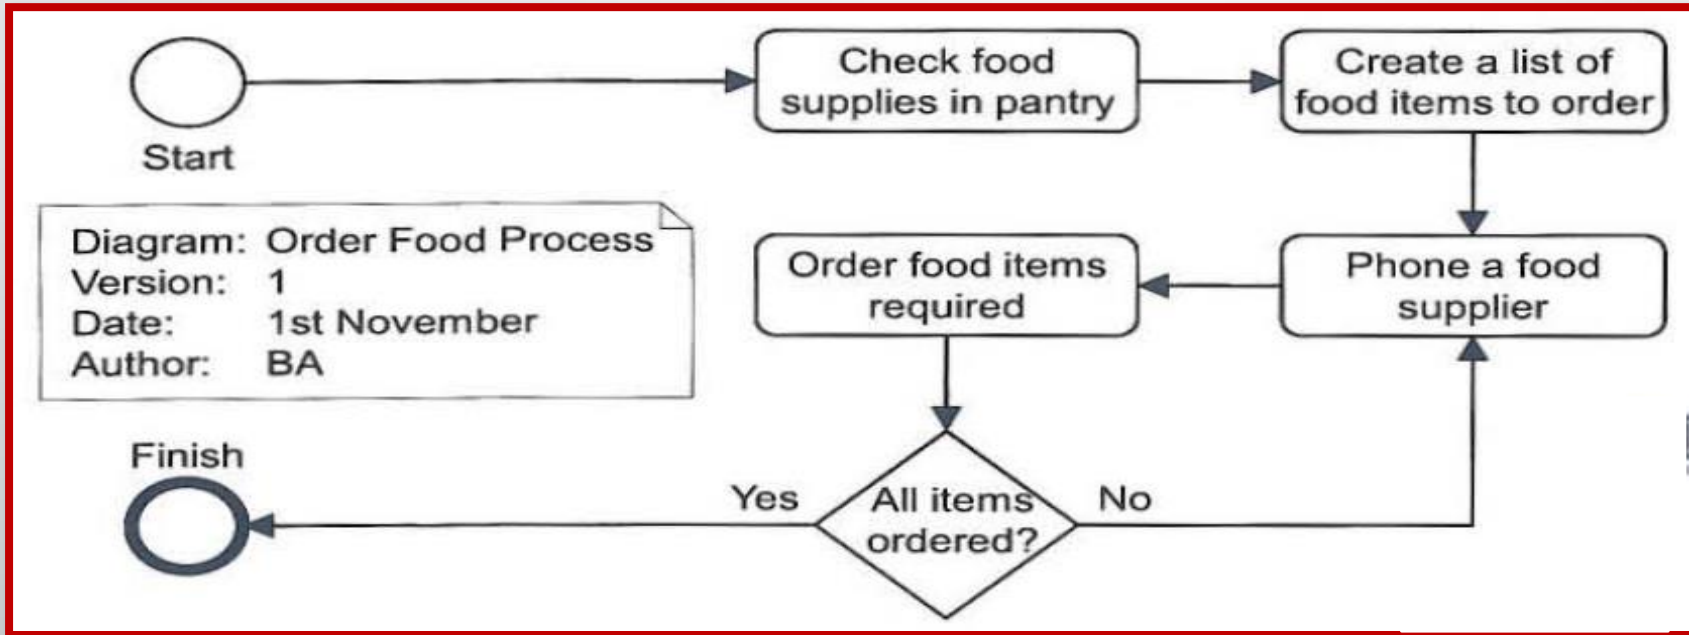 Check food
supplies in pantry
Create a list of
food items to order
Start
Diagram: Order Food Process
Version: 1
Date: 1st November
Author: BA
Order food items
required
Phone a food
supplier
Finish
Yes
All items
ordered?
No